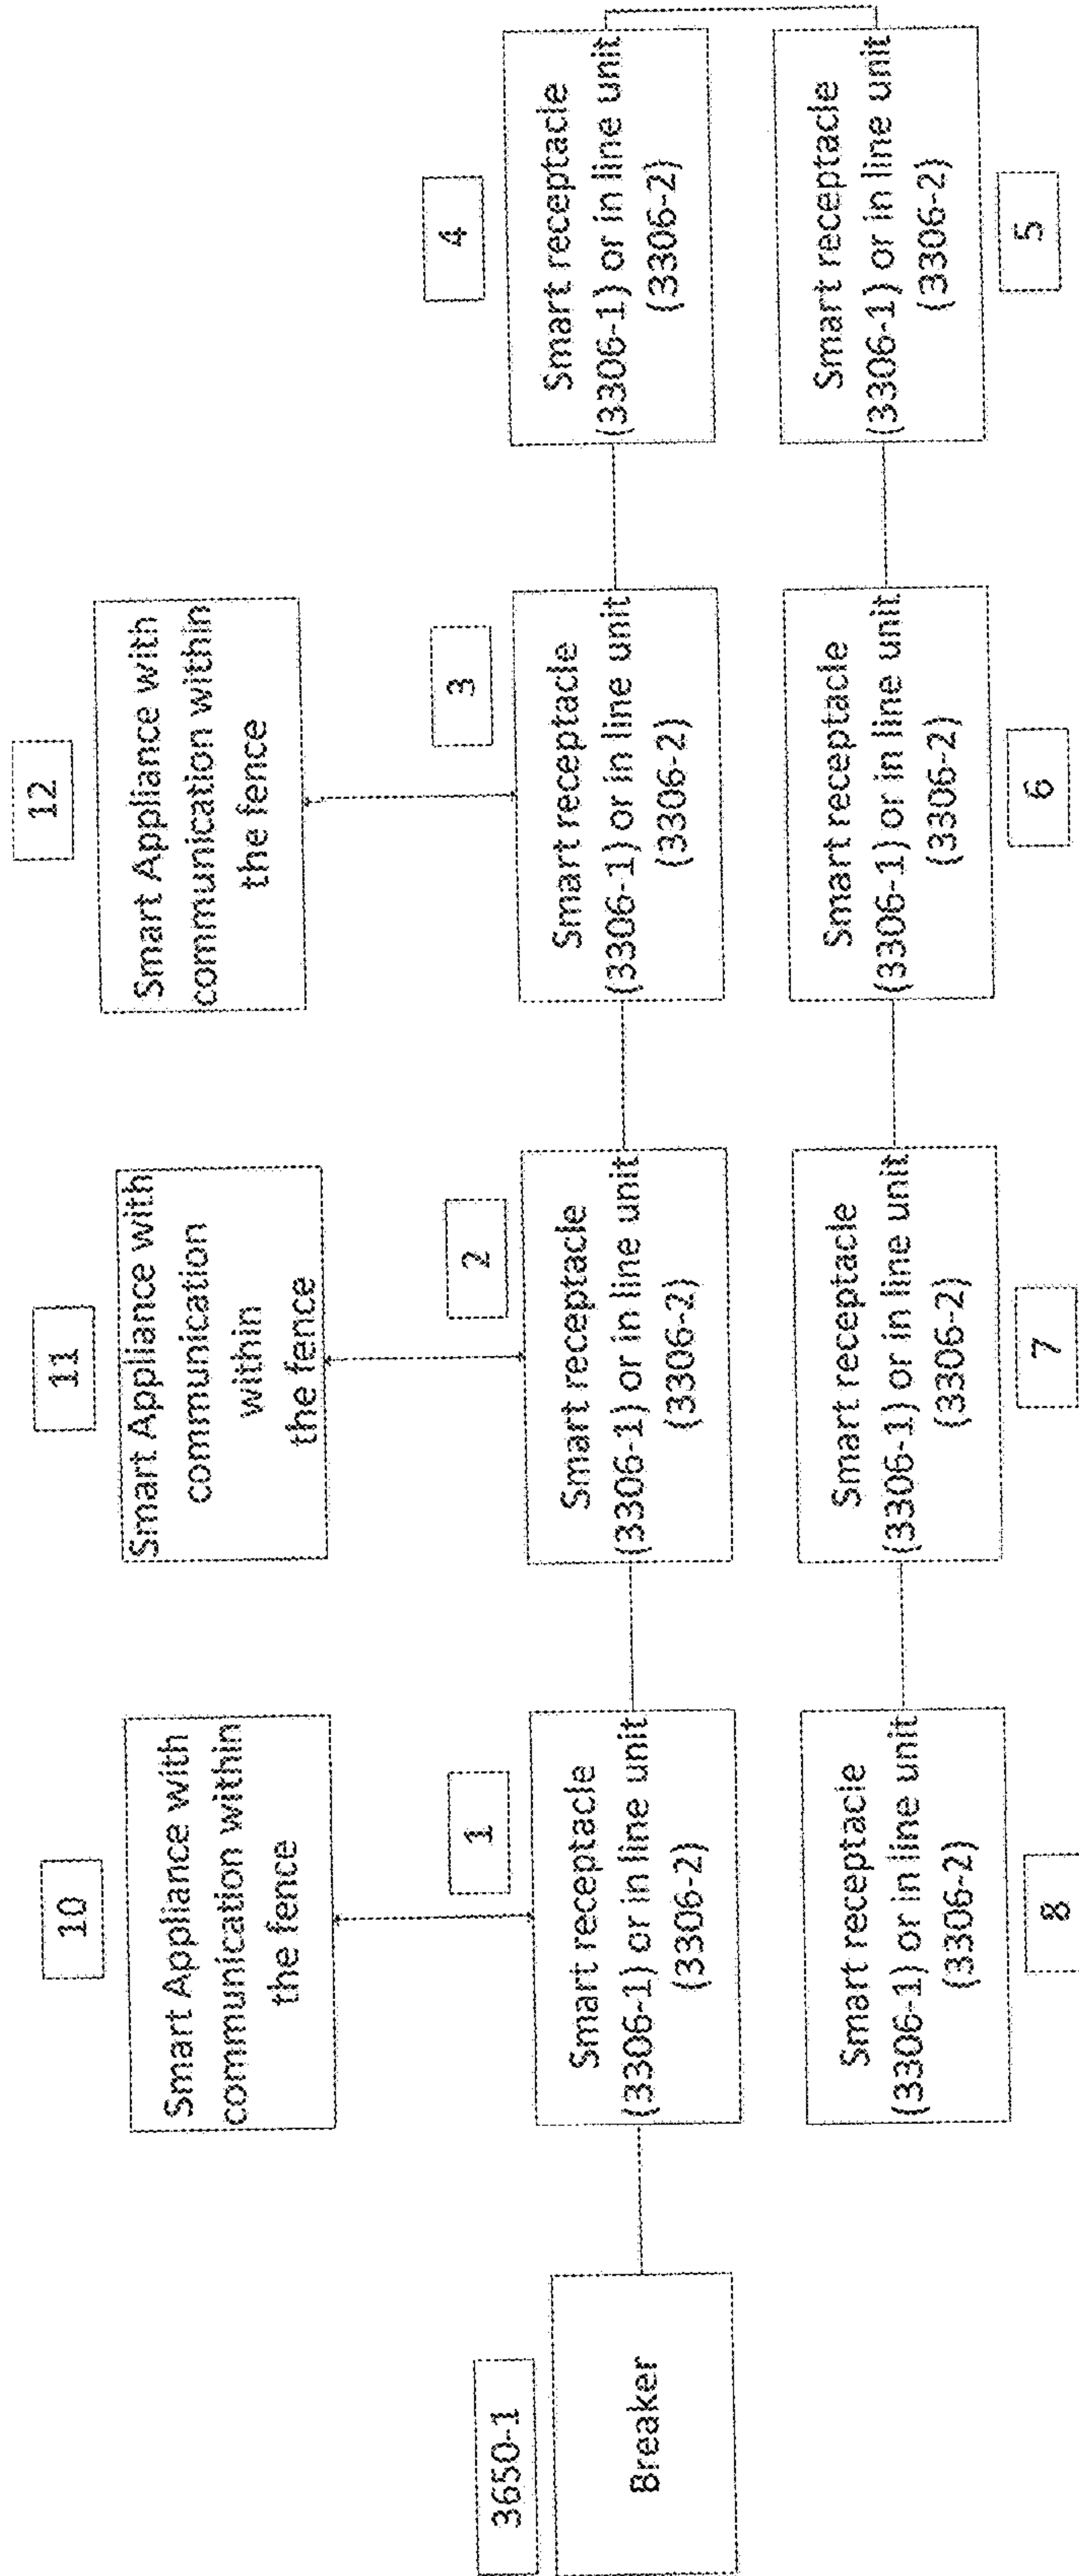 10
Smart Appliance with
communication within
the fence
11
Smart Appliance with
communication
within
the fence
12
Smart Appliance with
communication within
the fence
3650-1
Breaker
1
Smart receptacle
(3306-1) or in line unit
(3306-2)
2
Smart receptacle
(3306-1) or in line unit
(3306-2)
3
Smart receptacle
(3306-1) or in line unit
(3306-2)
4
Smart receptacle
(3306-1) or in line unit
(3306-2)
Smart receptacle
(3306-1) or in line unit
(3306-2)
8
Smart receptacle
(3306-1) or in line unit
(3306-2)
7
Smart receptacle
(3306-1) or in line unit
(3306-2)
6
Smart receptacle
(3306-1) or in line unit
(3306-2)
5